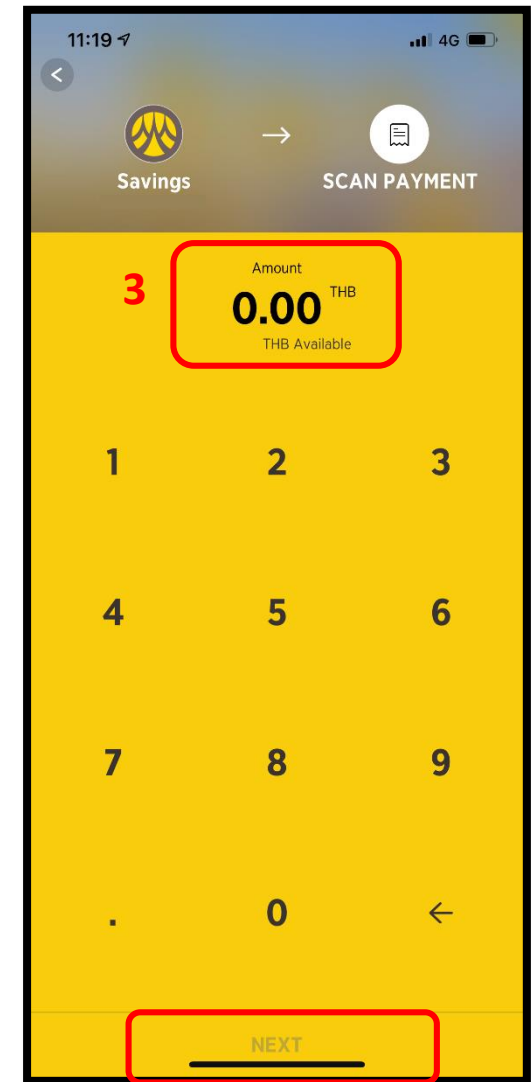 11:19 4G
Savings → SCAN PAYMENT
3
Amount
0.00 THB
THB Available
1 2 3
4 5 6
7 8 9
. 0 ←
NEXT